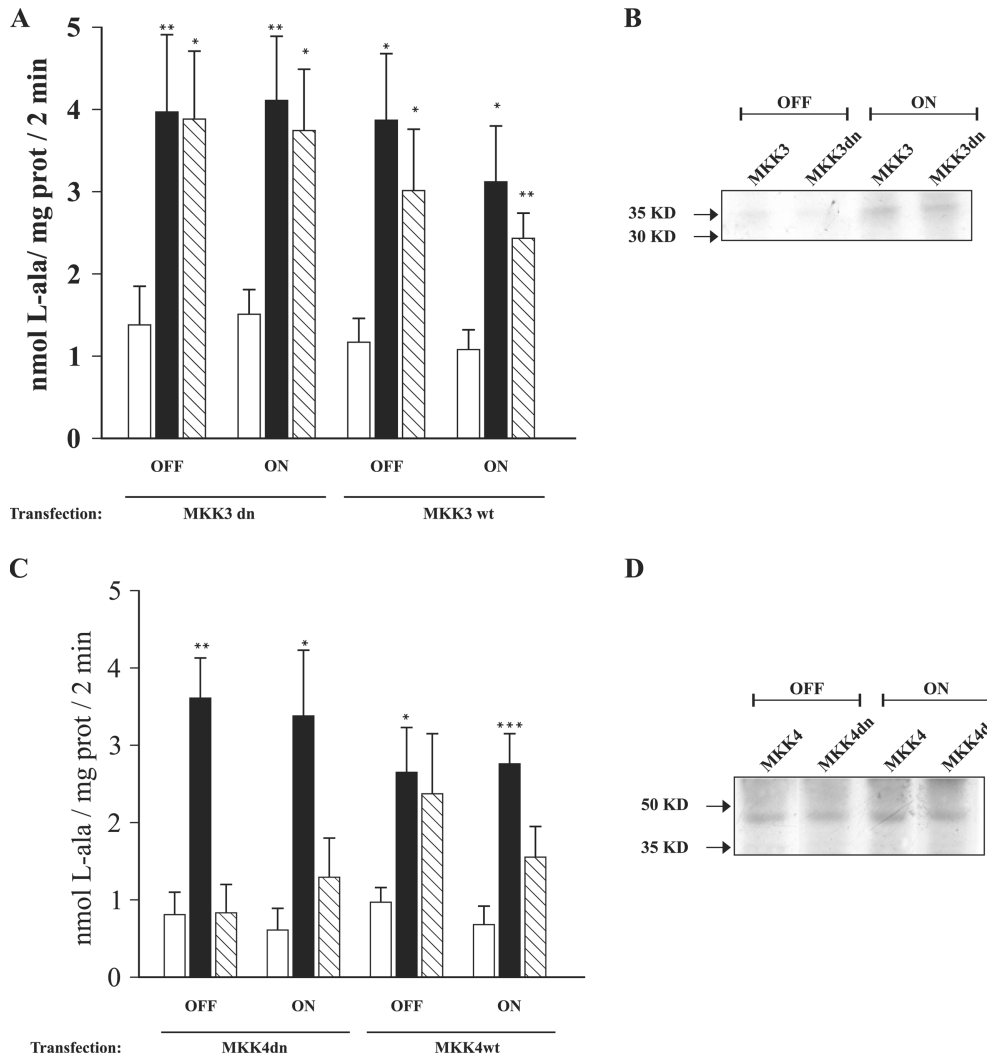 A
nmol L-ala/ mg prot / 2 min
5
4
3
2
1
0
** * ** * * * * **
OFF ON OFF ON
Transfection: MKK3 dn MKK3 wt
B
OFF ON
MKK3 MKK3dn MKK3 MKK3dn
35 KD
30 KD
C
nmol L-ala / mg prot / 2 min
5
4
3
2
1
0
** * * ***
OFF ON OFF ON
Transfection: MKK4dn MKK4wt
D
OFF ON
MKK4 MKK4dn MKK4 MKK4d
50 KD
35 KD